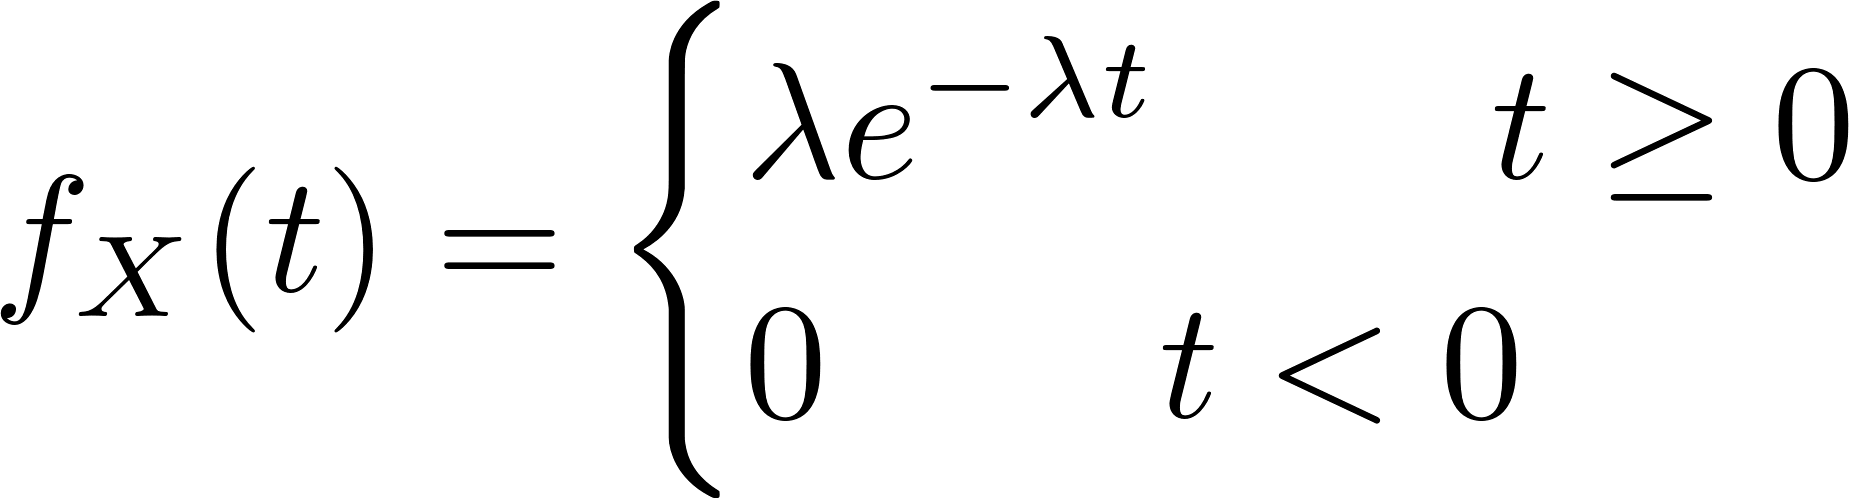 f_X(t) = { λe^{-λt}  t ≥ 0
0  t < 0